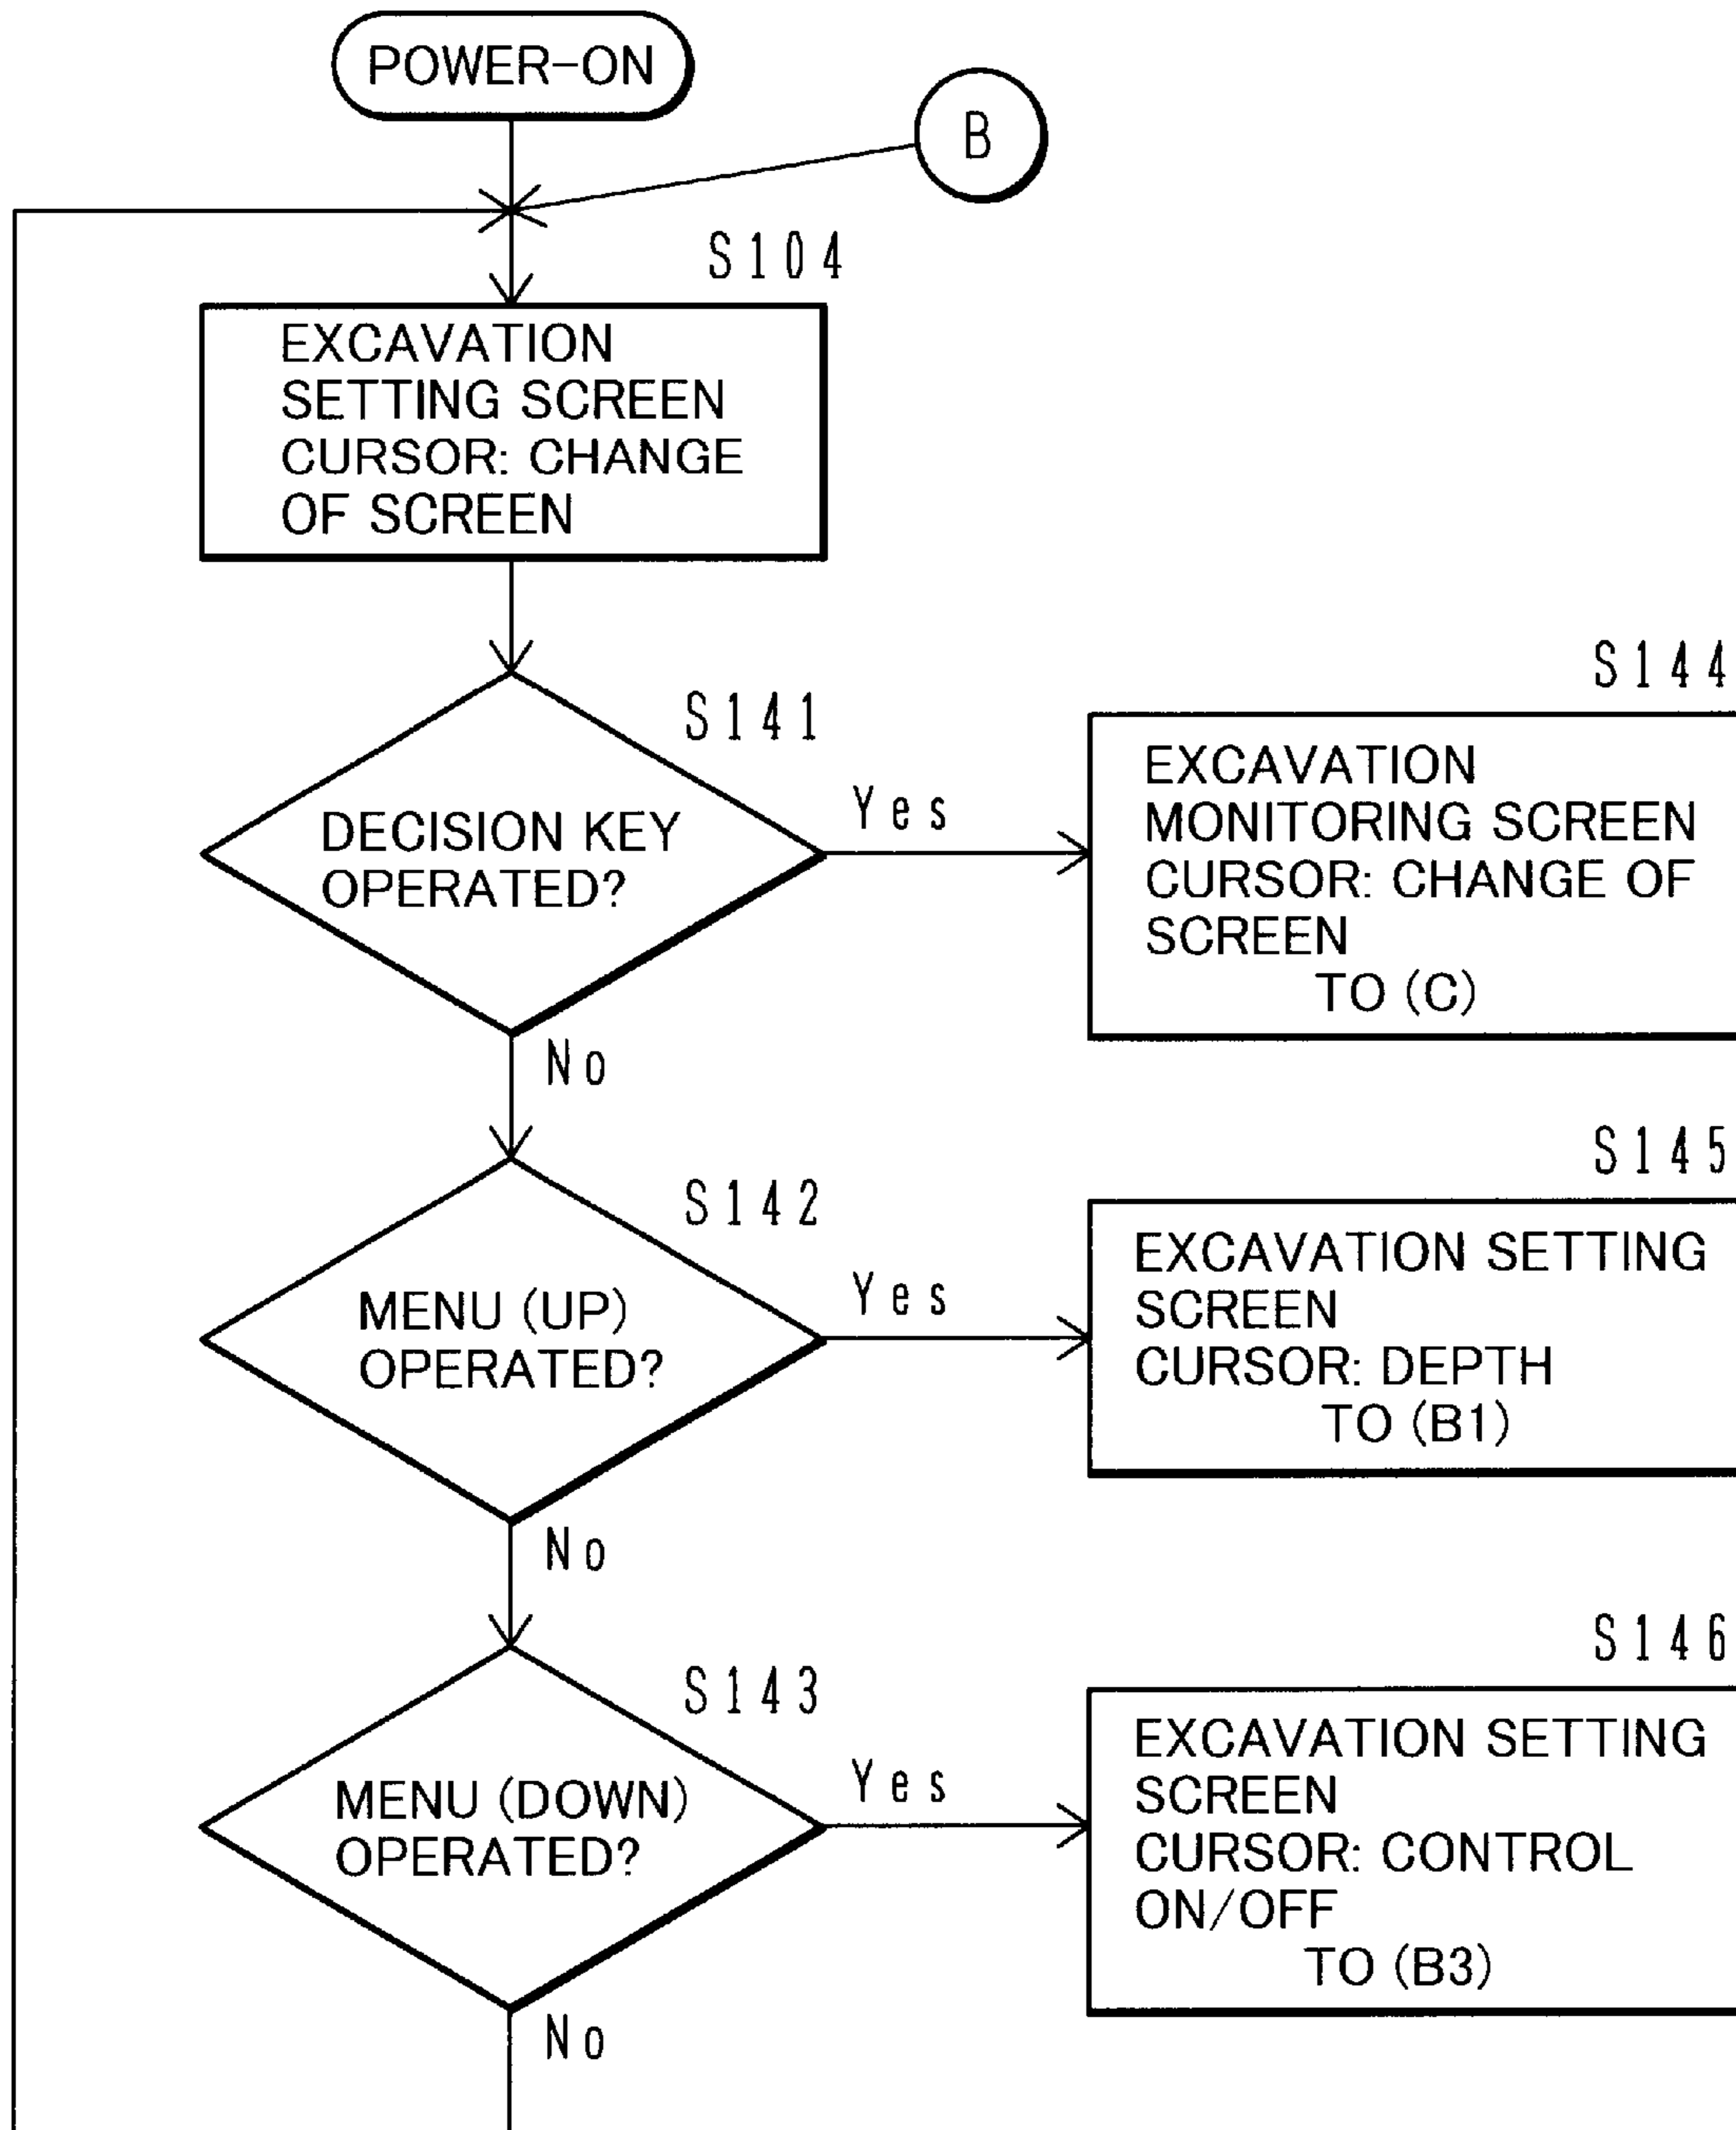 POWER-ON
B
S104
EXCAVATION
SETTING SCREEN
CURSOR: CHANGE
OF SCREEN
S141
DECISION KEY
OPERATED?
Yes
No
S144
EXCAVATION
MONITORING SCREEN
CURSOR: CHANGE OF
SCREEN
TO (C)
S142
MENU (UP)
OPERATED?
Yes
No
S145
EXCAVATION SETTING
SCREEN
CURSOR: DEPTH
TO (B1)
S143
MENU (DOWN)
OPERATED?
Yes
No
S146
EXCAVATION SETTING
SCREEN
CURSOR: CONTROL
ON/OFF
TO (B3)